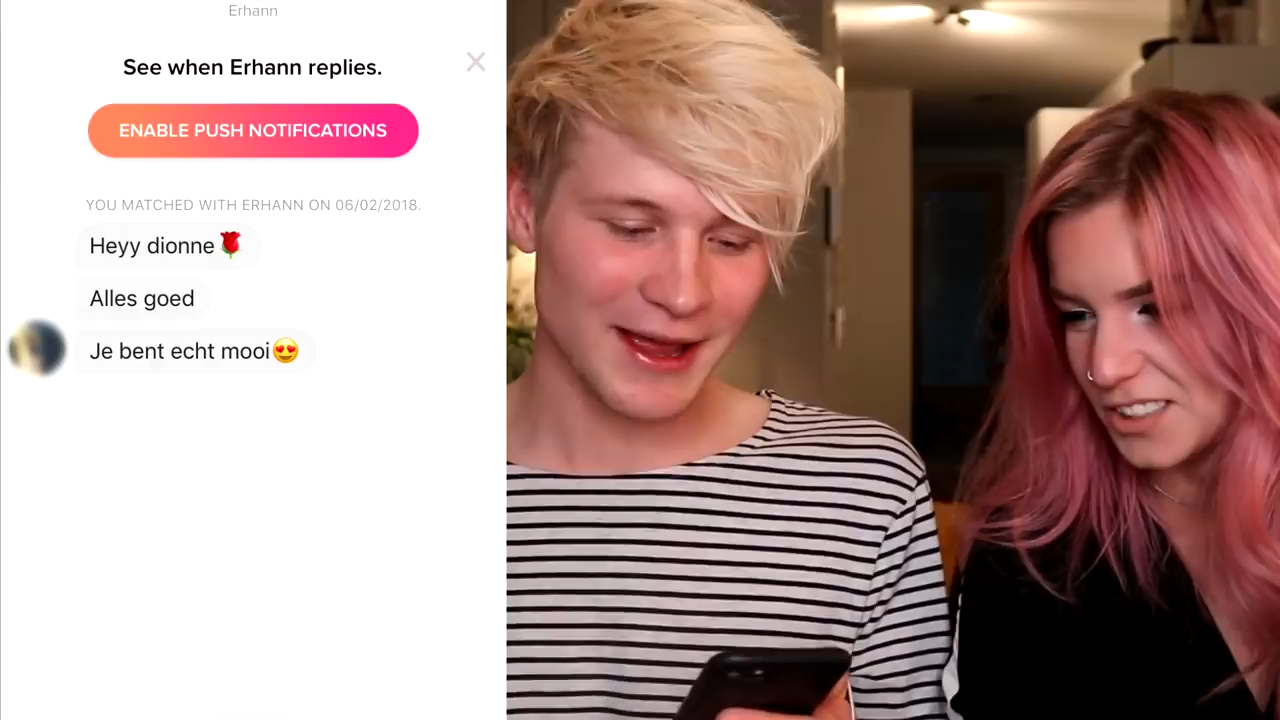 Erhann
See when Erhann replies.
ENABLE PUSH NOTIFICATIONS
YOU MATCHED WITH ERHANN ON 06/02/2018.
Heyy dionne🌹
Alles goed
Je bent echt mooi😍